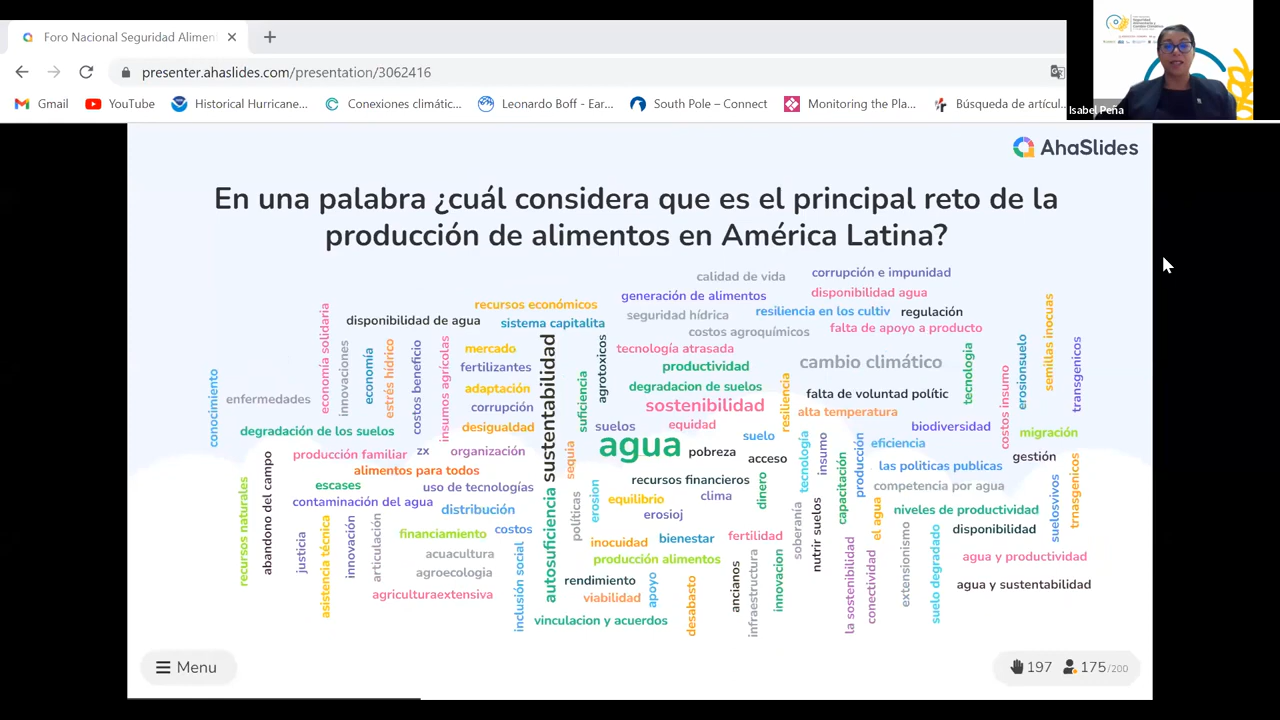 Foro Nacional Seguridad Alimen
presenter.ahaslides.com/presentation/3062416
Gmail
YouTube
Historical Hurricane...
Conexiones climátic...
Leonardo Boff - Ear...
South Pole – Connect
Monitoring the Pla...
Búsqueda de artícul...
Isabel Peña
AhaSlides
En una palabra ¿cuál considera que es el principal reto de la
producción de alimentos en América Latina?
calidad de vida
corrupción e impunidad
generación de alimentos
disponibilidad agua
recursos económicos
seguridad hídrica
resiliencia en los cultiv
regulación
disponibilidad de agua
sistema capitalita
costos agroquímicos
falta de apoyo a producto
economía solidaria
innovaciones
economía
estrés hídrico
costos beneficio
insumos agrícolas
mercado
fertilizantes
adaptación
corrupción
desigualdad
sustentabilidad
suficiencia
agrotoxicos
tecnología atrasada
productividad
cambio climático
degradacion de suelos
sostenibilidad
resiliencia
falta de voluntad polític
alta temperatura
tecnologia
costos insumo
erosionsuelo
semillas inocuas
transgenicos
conocimiento
enfermedades
degradación de los suelos
suelos
equidad
suelo
biodiversidad
migración
producción familiar
zx
organización
sequia
agua
pobreza
acceso
tecnología
insumo
producción
eficiencia
gestión
alimentos para todos
las politicas publicas
escases
uso de tecnologías
recursos financieros
dinero
capacitación
competencia por agua
recursos naturales
abandono del campo
contaminación del agua
distribución
autosuficiencia
políticas
erosion
equilibrio
clima
erosioj
soberanía
nutrir suelos
el agua
niveles de productividad
suelosvivos
trnasgenicos
justicia
asistencia técnica
innovación
articulación
financiamiento
costos
inocuidad
bienestar
fertilidad
disponibilidad
acuacultura
producción alimentos
agua y productividad
agroecologia
inclusión social
rendimiento
viabilidad
apoyo
desabasto
ancianos
infraestructura
innovacion
la sostenibilidad
conectividad
extensionismo
suelo degradado
agua y sustentabilidad
agriculturaextensiva
vinculacion y acuerdos
Menu
197
175/200